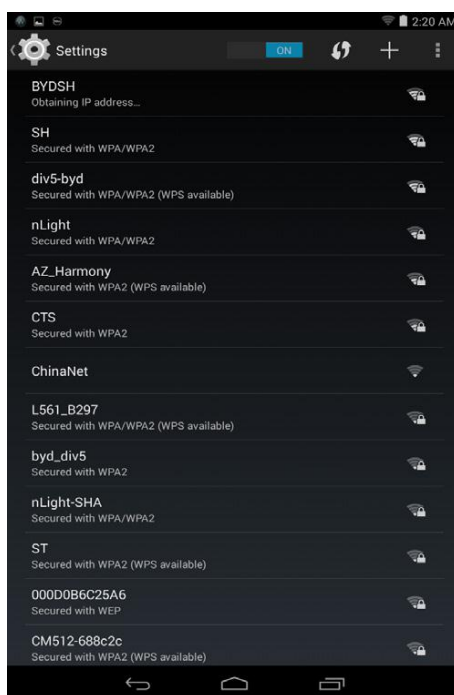 2:20 AM
Settings
ON
BYDSH
Obtaining IP address…
SH
Secured with WPA/WPA2
div5-byd
Secured with WPA/WPA2 (WPS available)
nLight
Secured with WPA/WPA2
AZ_Harmony
Secured with WPA2 (WPS available)
CTS
Secured with WPA2
ChinaNet
L561_B297
Secured with WPA/WPA2 (WPS available)
byd_div5
Secured with WPA2
nLight-SHA
Secured with WPA/WPA2
ST
Secured with WPA2 (WPS available)
000D0B6C25A6
Secured with WEP
CM512-688c2c
Secured with WPA2 (WPS available)